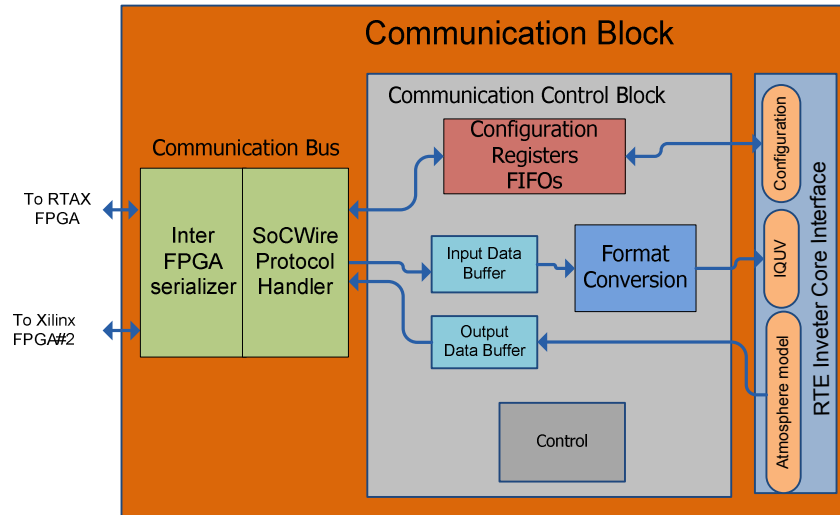 Communication Block
Communication Control Block
Configuration
Registers
FIFOs
Communication Bus
To RTAX
FPGA
Inter
FPGA
serializer
SoCWire
Protocol
Handler
Input Data
Buffer
Format
Conversion
To Xilinx
FPGA#2
Output
Data Buffer
Control
Configuration
IQUV
Atmosphere model
RTE Inveter Core Interface